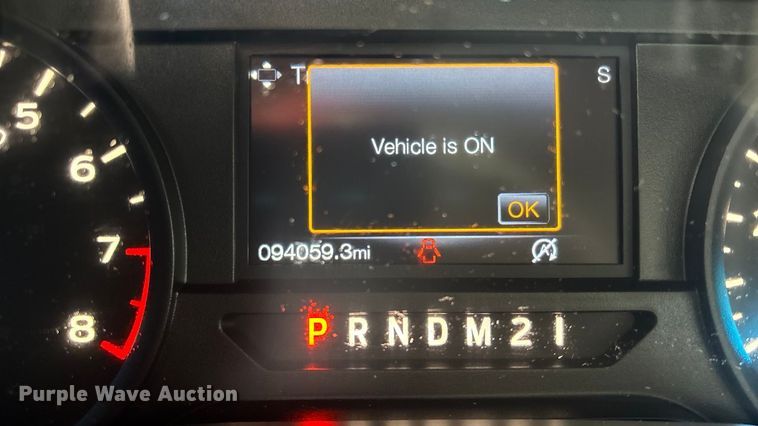 5
6
7
8
T
S
Vehicle is ON
OK
094059.3mi
P R N D M 2 1
Purple Wave Auction